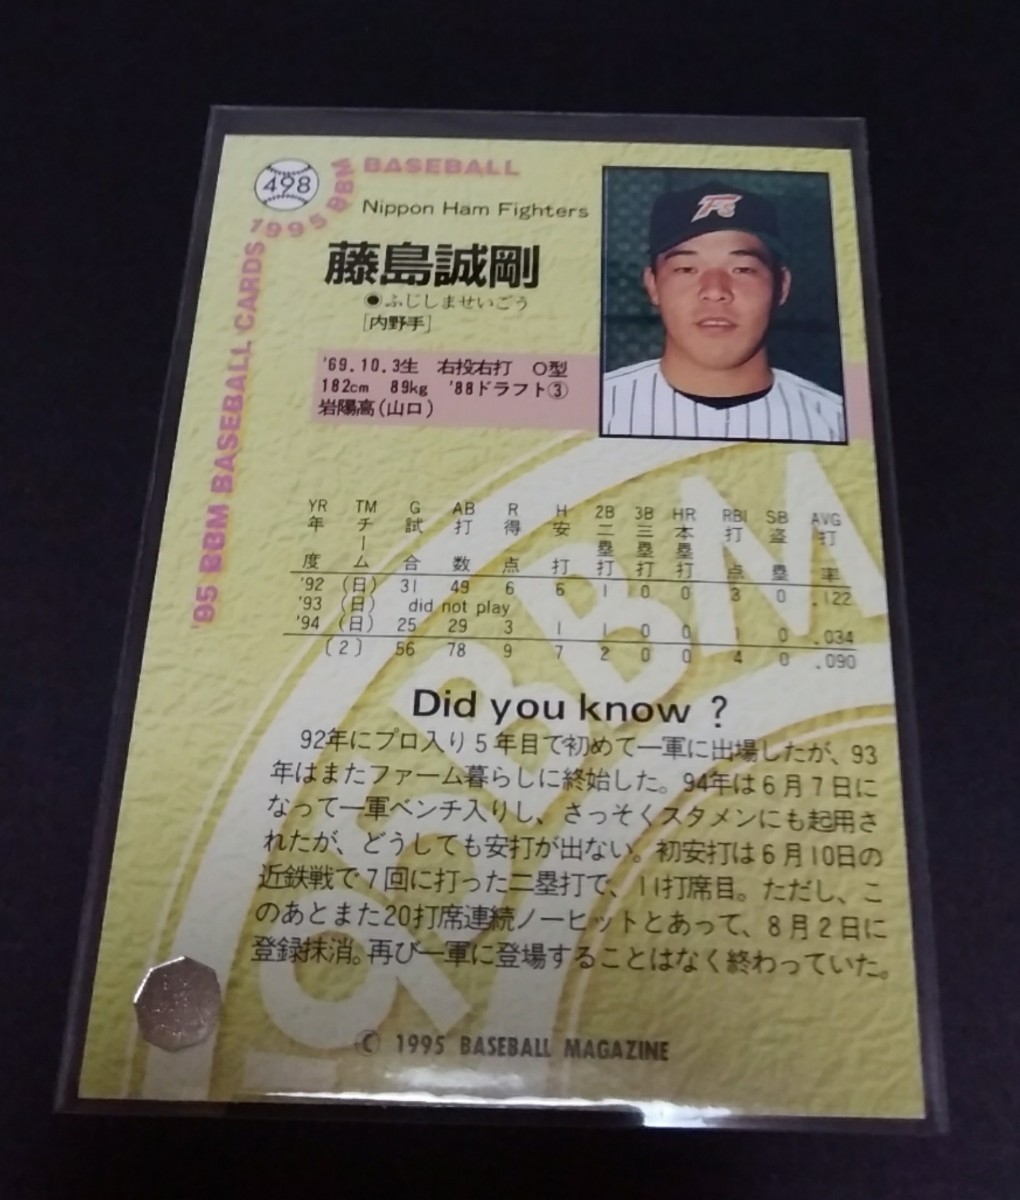 498
'95 BBM BASEBALL CARDS
1995 BBM BASEBALL
Nippon Ham Fighters
藤島誠剛
●ふじしませいごう
[内野手]
'69.10.3生 右投右打 O型
182cm 89kg '88ドラフト③
岩陽高(山口)
Fs
YR TM G AB R H 2B 3B HR RBI SB AVG
年度 チーム 試合 打数 得点 安打 二塁打 三塁打 本塁打 打点 盗塁 打率
'92 (日) 31 49 6 6 1 0 0 3 0 .122
'93 (日) did not play
'94 (日) 25 29 3 1 1 0 0 1 0 .034
〔2〕 56 78 9 7 2 0 0 4 0 .090
Did you know ?
92年にプロ入り5年目で初めて一軍に出場したが、93
年はまたファーム暮らしに終始した。94年は6月7日に
なって一軍ベンチ入りし、さっそくスタメンにも起用さ
れたが、どうしても安打が出ない。初安打は6月10日の
近鉄戦で7回に打った二塁打で、11打席目。ただし、こ
のあとまた20打席連続ノーヒットとあって、8月2日に
登録抹消。再び一軍に登場することはなく終わっていた。
© 1995 BASEBALL MAGAZINE